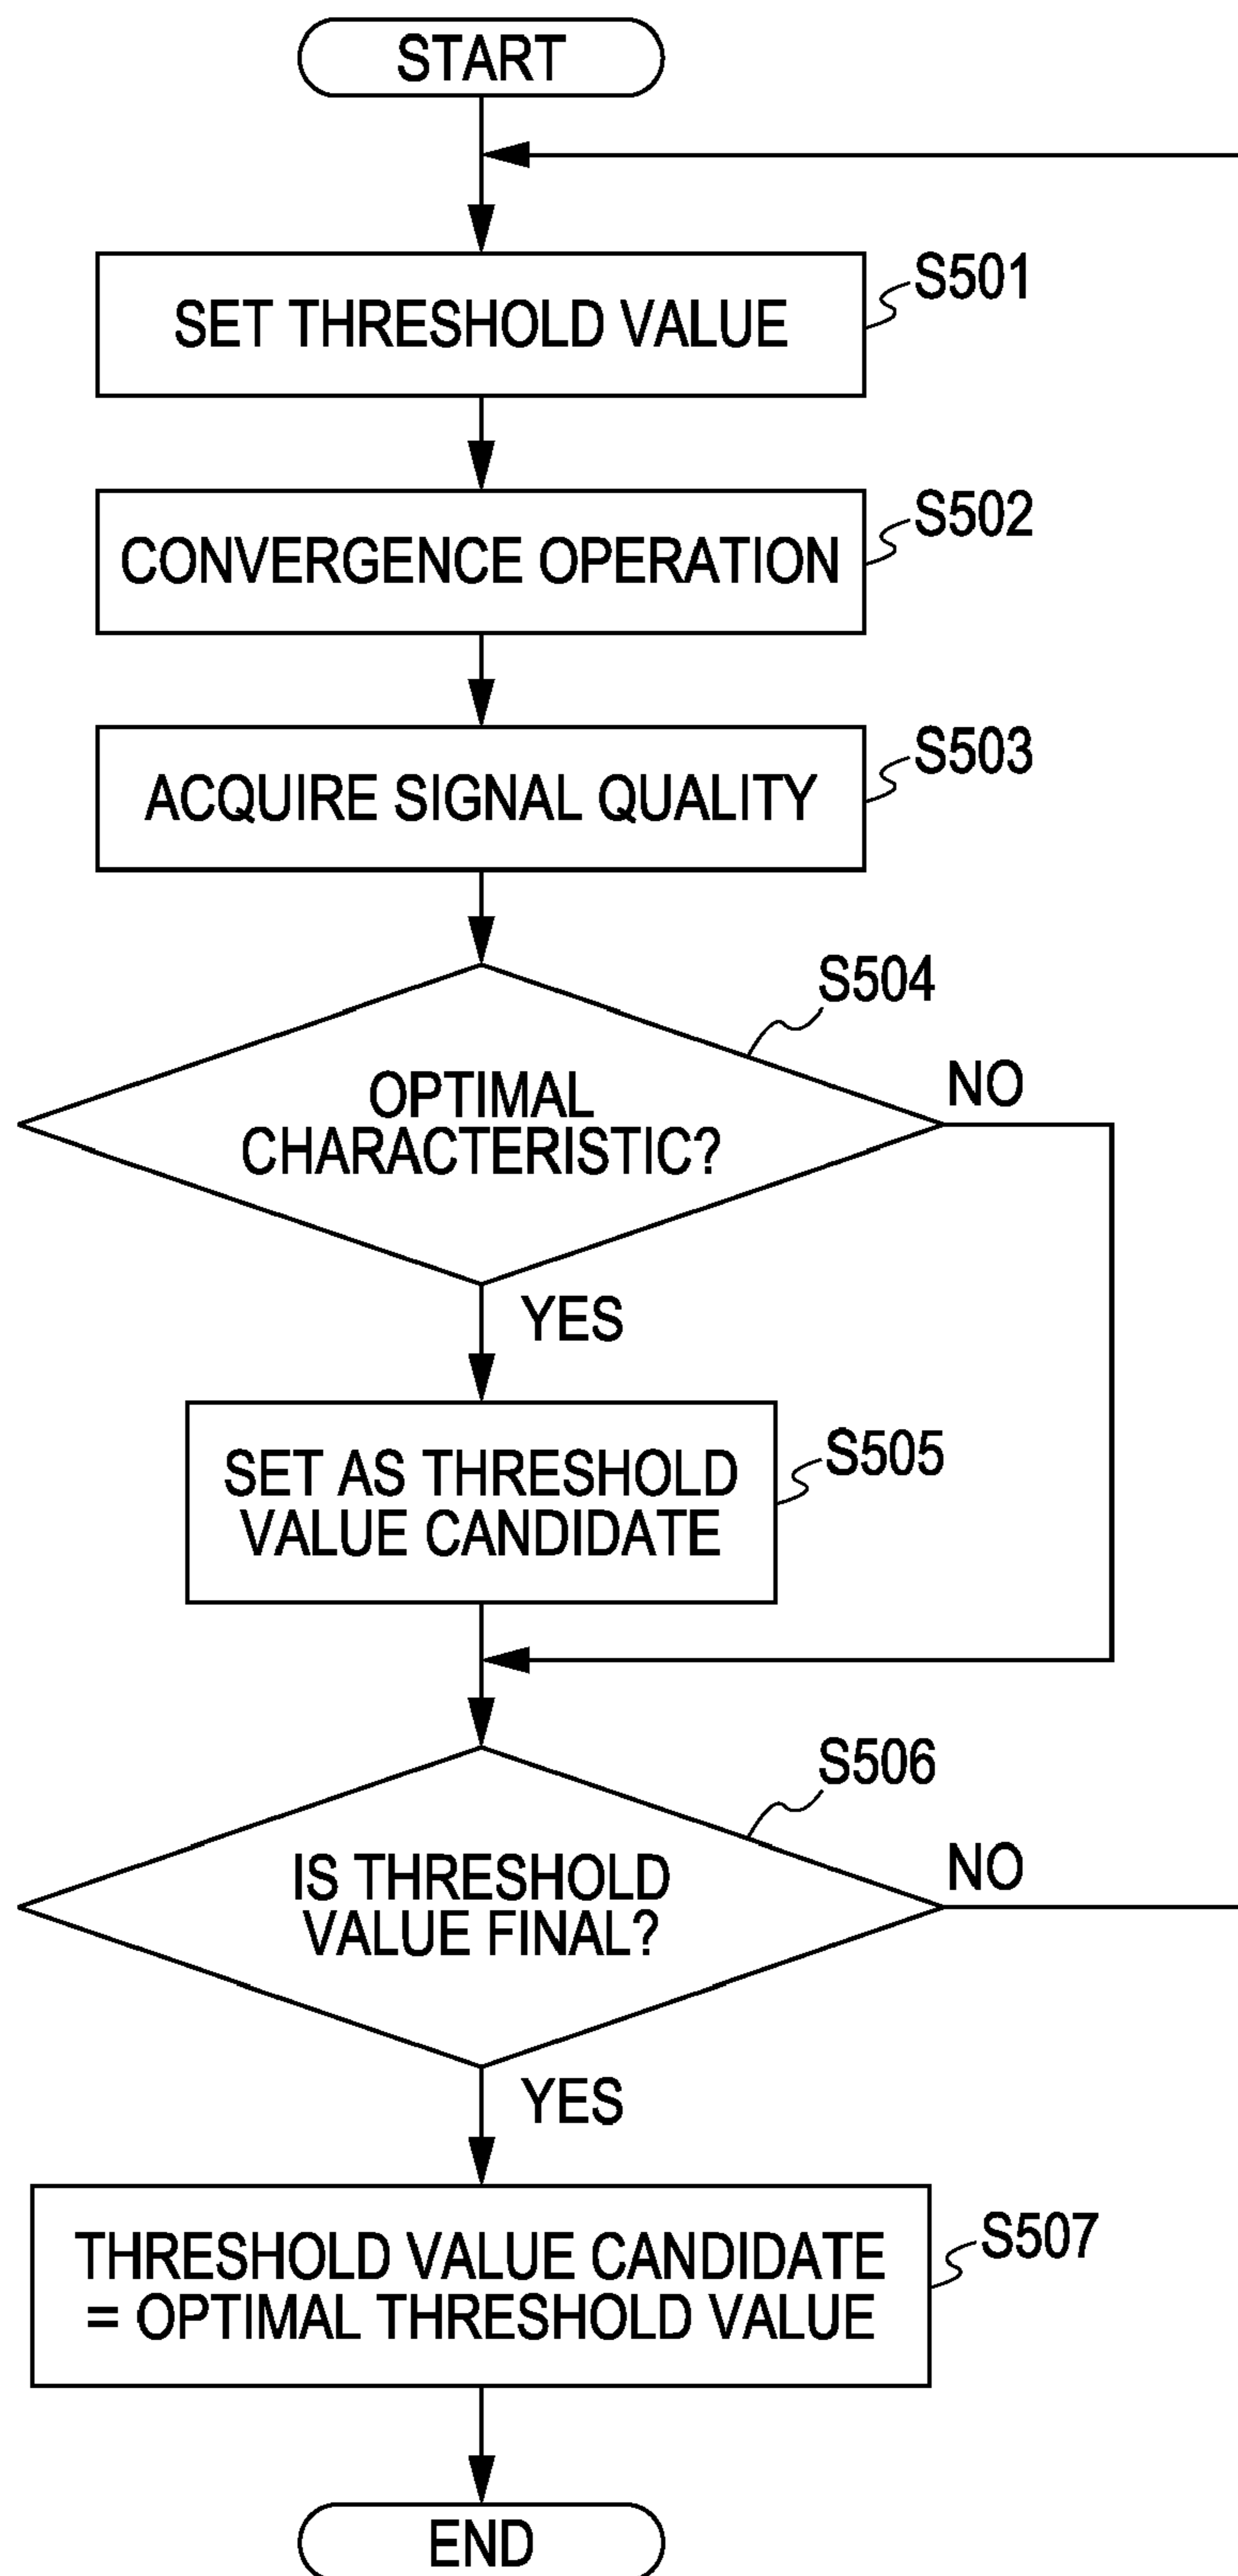 START
SET THRESHOLD VALUE
S501
CONVERGENCE OPERATION
S502
ACQUIRE SIGNAL QUALITY
S503
S504
OPTIMAL
CHARACTERISTIC?
NO
YES
SET AS THRESHOLD
VALUE CANDIDATE
S505
S506
IS THRESHOLD
VALUE FINAL?
NO
YES
THRESHOLD VALUE CANDIDATE
= OPTIMAL THRESHOLD VALUE
S507
END